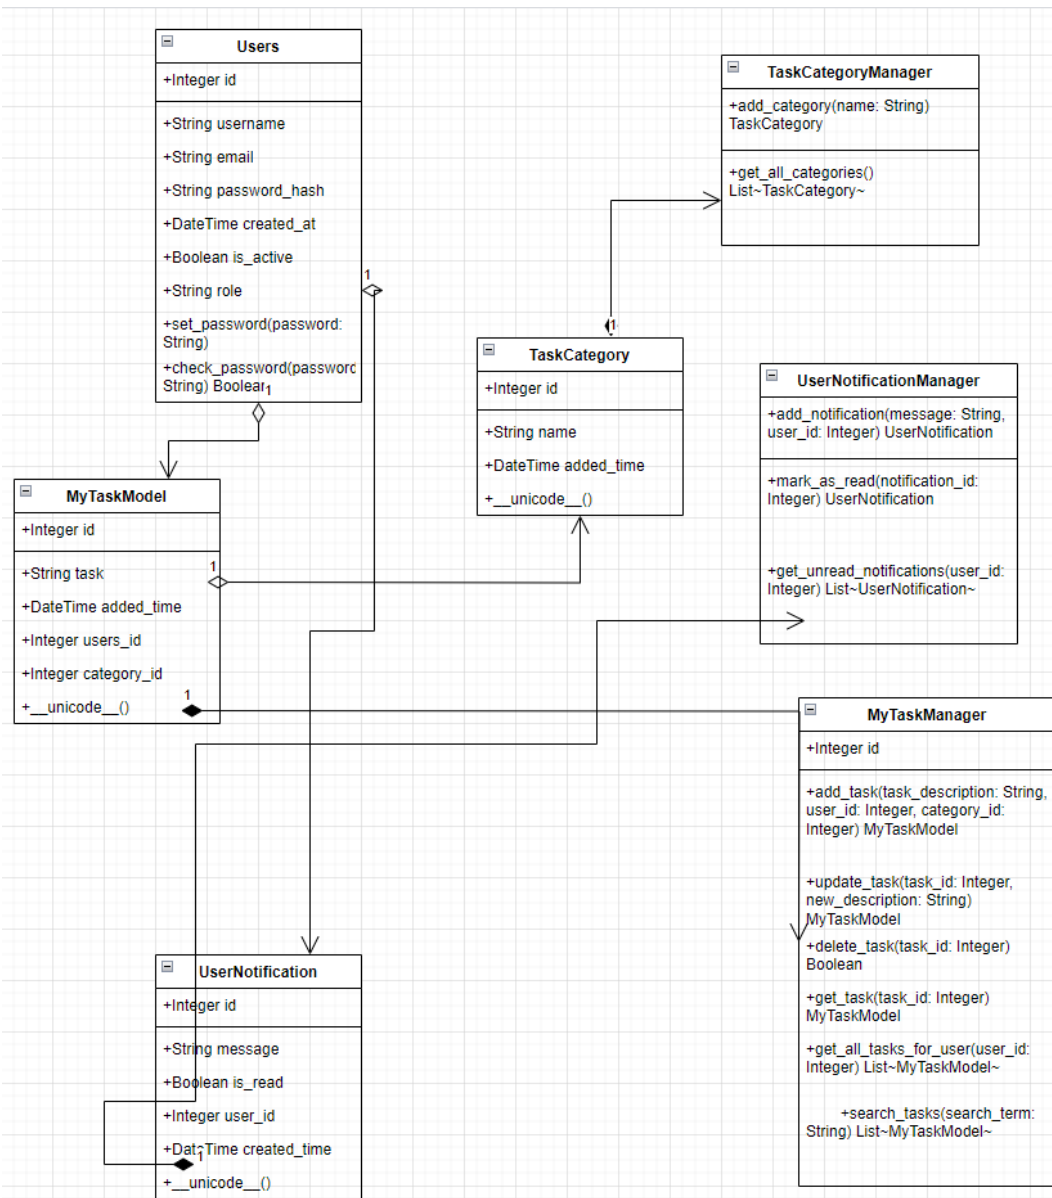 Users
+Integer id
+String username
+String email
+String password_hash
+DateTime created_at
+Boolean is_active
+String role
1
+set_password(password:
String)
+check_password(password
String) Boolean
1
TaskCategoryManager
+add_category(name: String)
TaskCategory
+get_all_categories()
List~TaskCategory~
1
TaskCategory
+Integer id
+String name
+DateTime added_time
+__unicode__()
UserNotificationManager
+add_notification(message: String,
user_id: Integer) UserNotification
+mark_as_read(notification_id:
Integer) UserNotification
+get_unread_notifications(user_id:
Integer) List~UserNotification~
MyTaskModel
+Integer id
+String task
1
+DateTime added_time
+Integer users_id
+Integer category_id
1
+__unicode__()
MyTaskManager
+Integer id
+add_task(task_description: String,
user_id: Integer, category_id:
Integer) MyTaskModel
+update_task(task_id: Integer,
new_description: String)
MyTaskModel
+delete_task(task_id: Integer)
Boolean
+get_task(task_id: Integer)
MyTaskModel
+get_all_tasks_for_user(user_id:
Integer) List~MyTaskModel~
+search_tasks(search_term:
String) List~MyTaskModel~
UserNotification
+Integer id
+String message
+Boolean is_read
+Integer user_id
+DateTime created_time
1
+__unicode__()